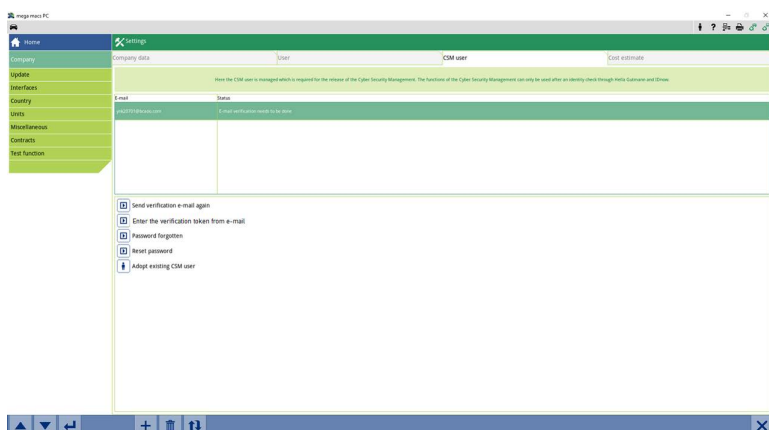 mega macs PC
Home
Settings
Company
Company data
User
CSM user
Cost estimate
Update
Interfaces
Country
Units
Miscellaneous
Contracts
Test function
Here the CSM user is managed which is required for the release of the Cyber Security Management. The functions of the Cyber Security Management can only be used after an identity check through Hella Gutmann and IDnow.
E-mail
Status
E-mail verification needs to be done
Send verification e-mail again
Enter the verification token from e-mail
Password forgotten
Reset password
Adopt existing CSM user